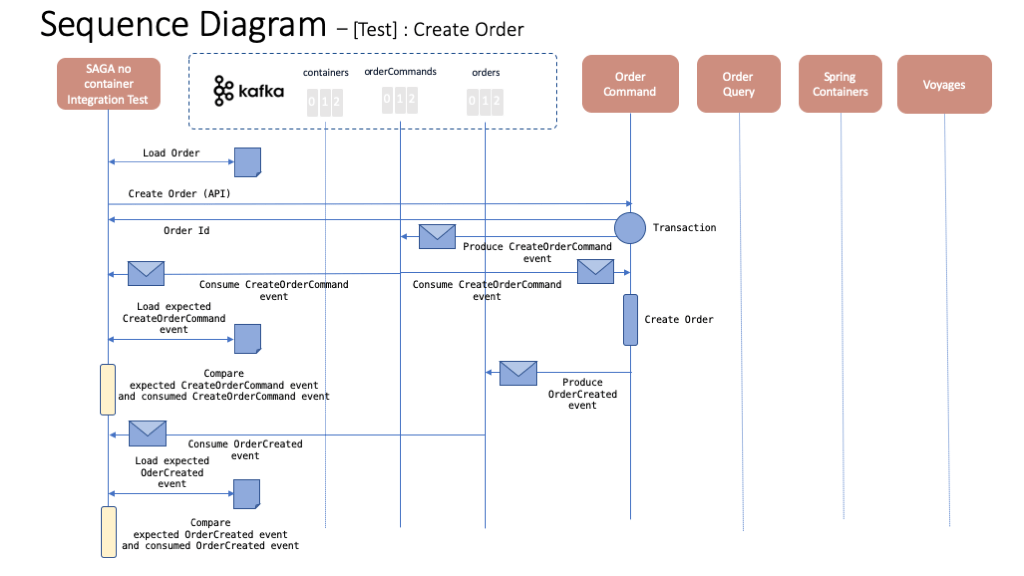 Sequence Diagram – [Test] : Create Order
SAGA no
container
Integration Test
kafka
containers
0 1 2
orderCommands
0 1 2
orders
0 1 2
Order
Command
Order
Query
Spring
Containers
Voyages
Load Order
Create Order (API)
Order Id
Transaction
Produce CreateOrderCommand
event
Consume CreateOrderCommand
event
Consume CreateOrderCommand
event
Load expected
CreateOrderCommand
event
Create Order
Compare
expected CreateOrderCommand event
and consumed CreateOrderCommand event
Produce
OrderCreated
event
Consume OrderCreated
event
Load expected
OderCreated
event
Compare
expected OrderCreated event
and consumed OrderCreated event